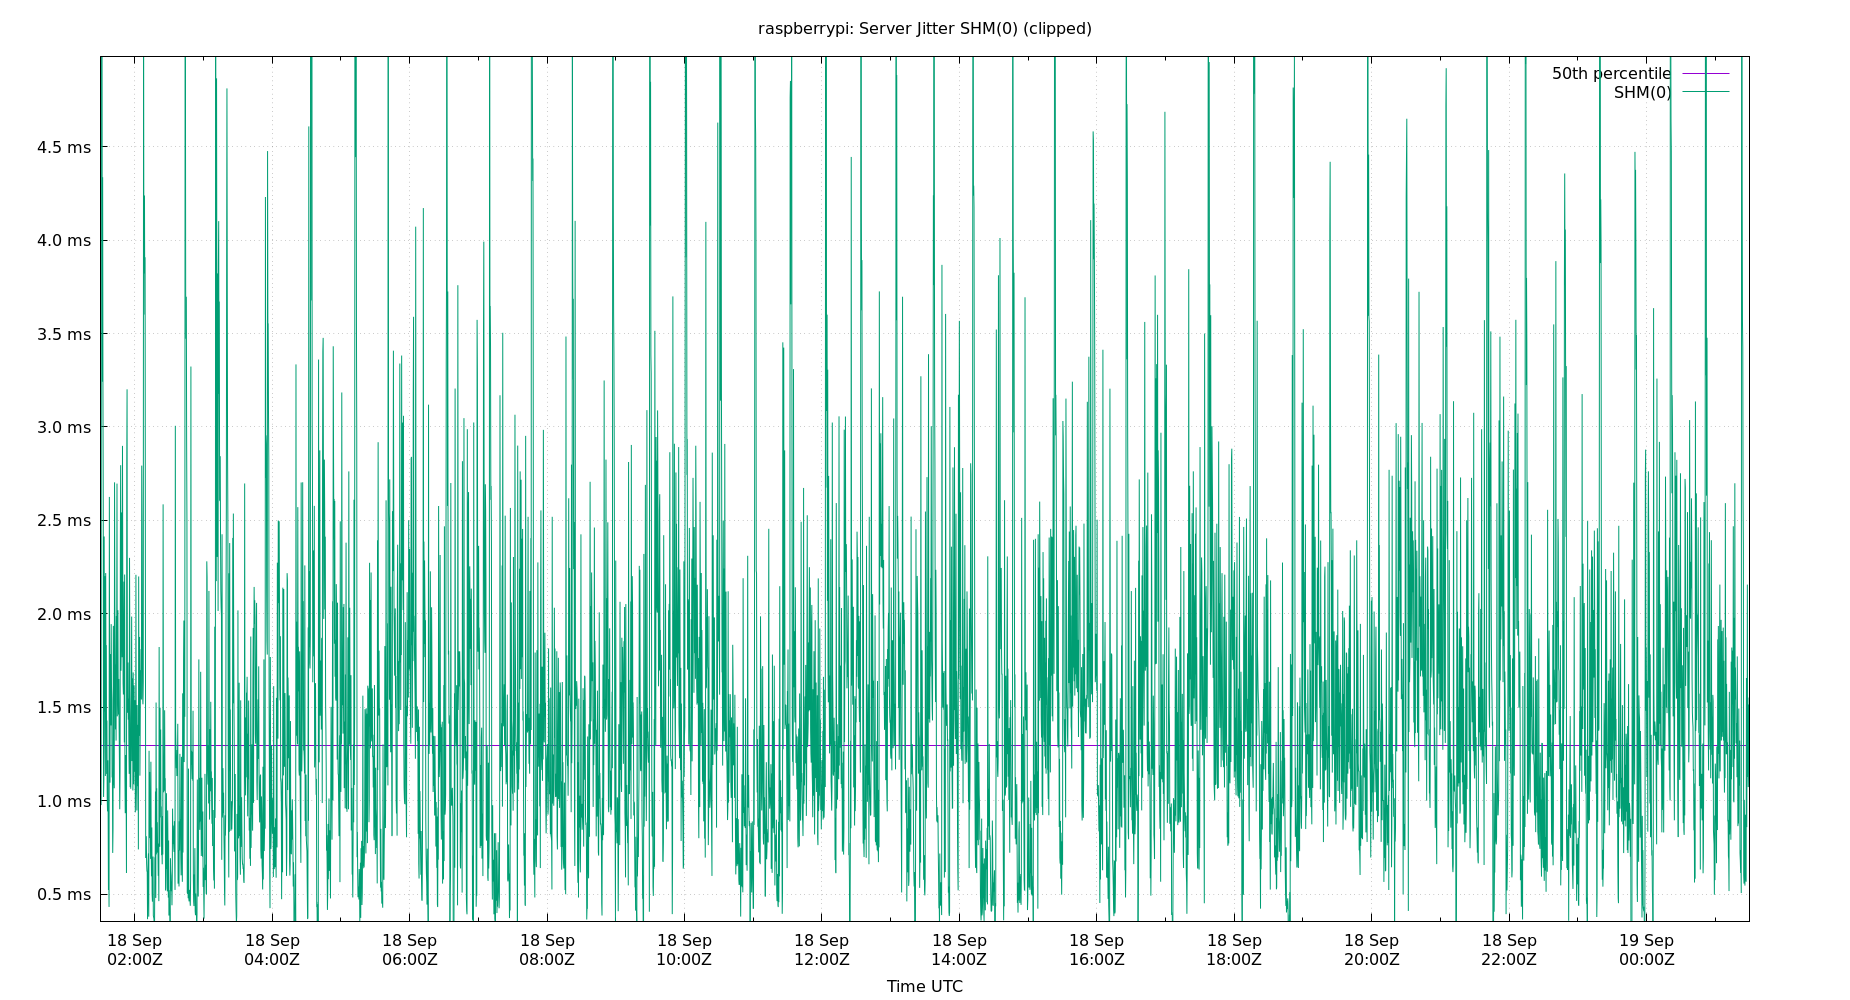 raspberrypi: Server Jitter SHM(0) (clipped)
50th percentile
SHM(0)
4.5 ms
4.0 ms
3.5 ms
3.0 ms
2.5 ms
2.0 ms
1.5 ms
1.0 ms
0.5 ms
18 Sep 18 Sep 18 Sep 18 Sep 18 Sep 18 Sep 18 Sep 18 Sep 18 Sep 18 Sep 18 Sep 19 Sep
02:00Z 04:00Z 06:00Z 08:00Z 10:00Z 12:00Z 14:00Z 16:00Z 18:00Z 20:00Z 22:00Z 00:00Z
Time UTC